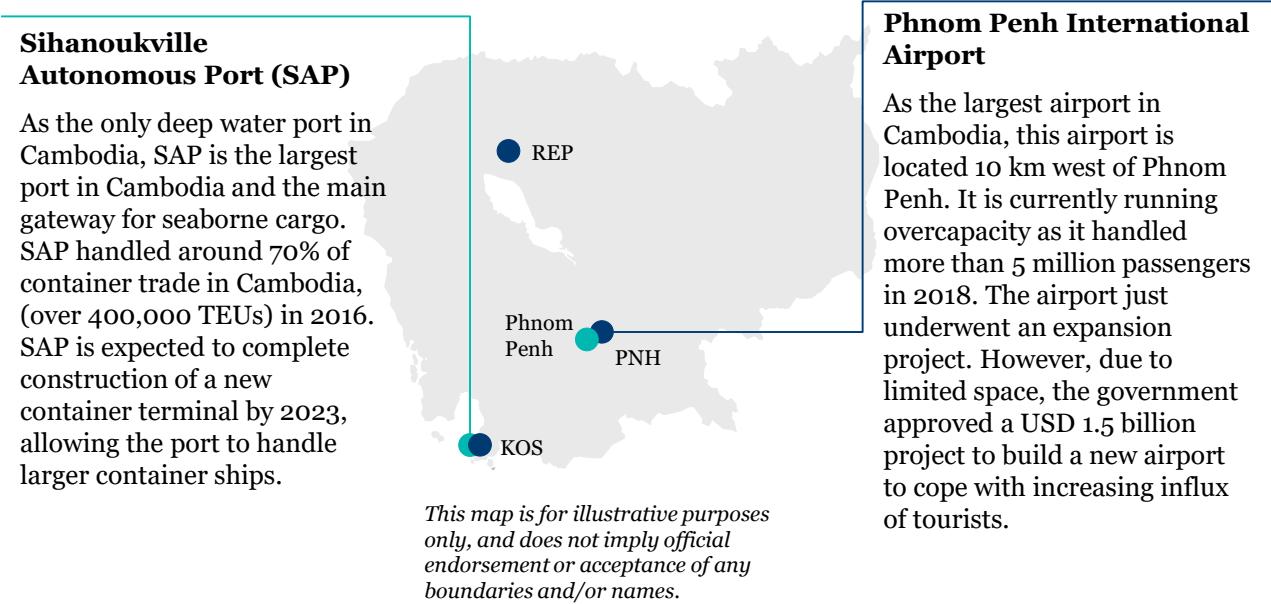 Sihanoukville
Autonomous Port (SAP)
As the only deep water port in
Cambodia, SAP is the largest
port in Cambodia and the main
gateway for seaborne cargo.
SAP handled around 70% of
container trade in Cambodia,
(over 400,000 TEUs) in 2016.
SAP is expected to complete
construction of a new
container terminal by 2023,
allowing the port to handle
larger container ships.
REP
Phnom
Penh
PNH
KOS
This map is for illustrative purposes
only, and does not imply official
endorsement or acceptance of any
boundaries and/or names.
Phnom Penh International
Airport
As the largest airport in
Cambodia, this airport is
located 10 km west of Phnom
Penh. It is currently running
overcapacity as it handled
more than 5 million passengers
in 2018. The airport just
underwent an expansion
project. However, due to
limited space, the government
approved a USD 1.5 billion
project to build a new airport
to cope with increasing influx
of tourists.